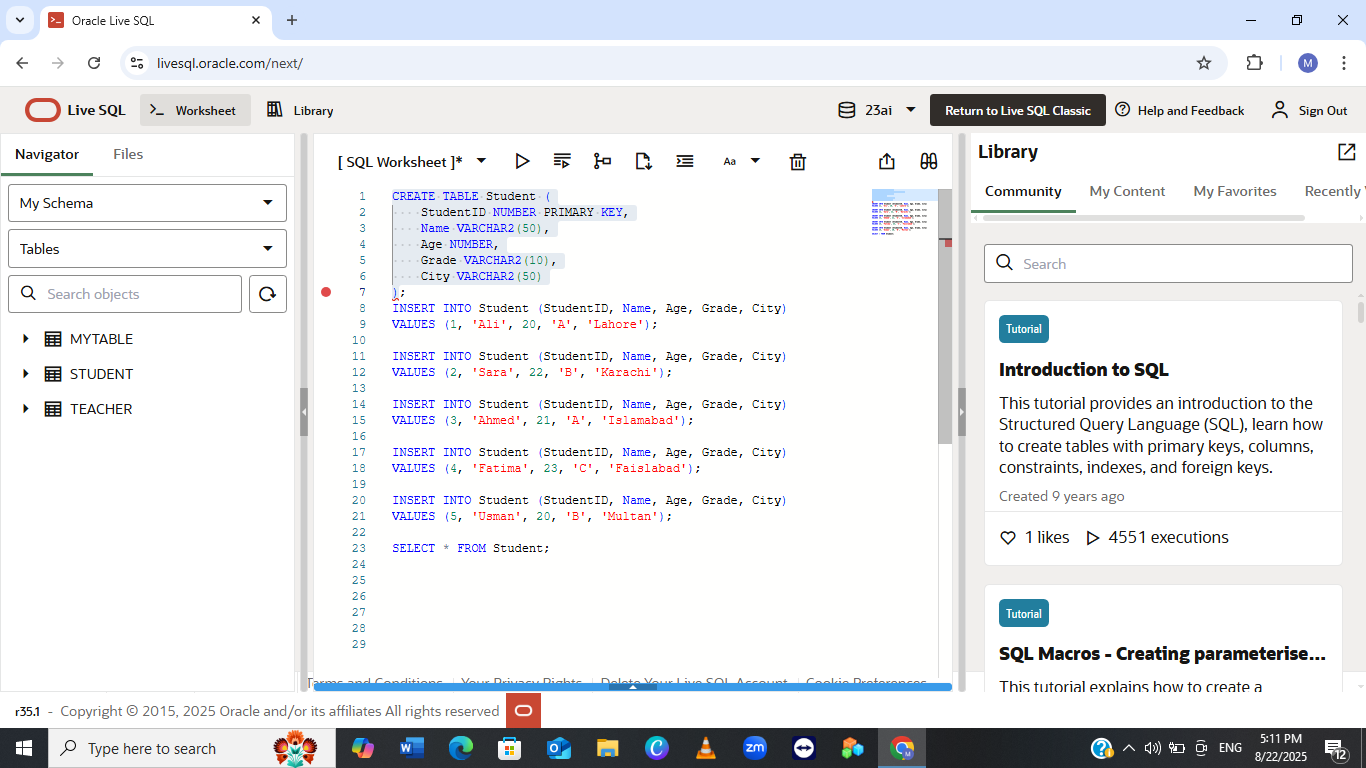 Oracle Live SQL
livesql.oracle.com/next/
M
Live SQL
Worksheet
Library
23ai
Return to Live SQL Classic
Help and Feedback
Sign Out
Navigator
Files
My Schema
Tables
Search objects
MYTABLE
STUDENT
TEACHER
[ SQL Worksheet ]*
Aa
1 CREATE TABLE Student (
2 StudentID NUMBER PRIMARY KEY,
3 Name VARCHAR2(50),
4 Age NUMBER,
5 Grade VARCHAR2(10),
6 City VARCHAR2(50)
7 );
8 INSERT INTO Student (StudentID, Name, Age, Grade, City)
9 VALUES (1, 'Ali', 20, 'A', 'Lahore');
10
11 INSERT INTO Student (StudentID, Name, Age, Grade, City)
12 VALUES (2, 'Sara', 22, 'B', 'Karachi');
13
14 INSERT INTO Student (StudentID, Name, Age, Grade, City)
15 VALUES (3, 'Ahmed', 21, 'A', 'Islamabad');
16
17 INSERT INTO Student (StudentID, Name, Age, Grade, City)
18 VALUES (4, 'Fatima', 23, 'C', 'Faislabad');
19
20 INSERT INTO Student (StudentID, Name, Age, Grade, City)
21 VALUES (5, 'Usman', 20, 'B', 'Multan');
22
23 SELECT * FROM Student;
24
25
26
27
28
29
Terms and Conditions | Your Privacy Rights | Delete Your Live SQL Account | Cookie Preferences
Library
Community
My Content
My Favorites
Recently V
Search
Tutorial
Introduction to SQL
This tutorial provides an introduction to the
Structured Query Language (SQL), learn how
to create tables with primary keys, columns,
constraints, indexes, and foreign keys.
Created 9 years ago
1 likes
4551 executions
Tutorial
SQL Macros - Creating parameterise...
This tutorial explains how to create a
r35.1 - Copyright © 2015, 2025 Oracle and/or its affiliates All rights reserved
Type here to search
zm
ENG
5:11 PM
8/22/2025
12